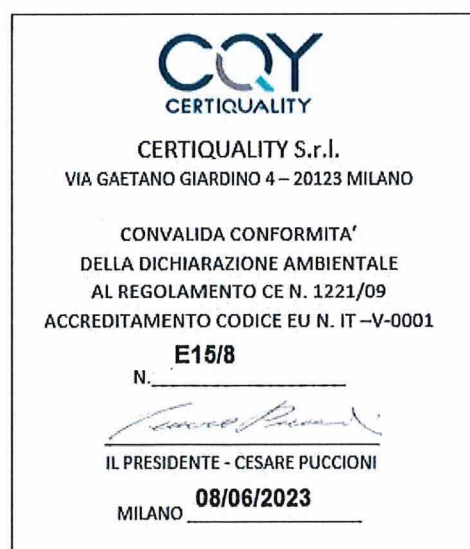 CQY
CERTIQUALITY
CERTIQUALITY S.r.l.
VIA GAETANO GIARDINO 4 – 20123 MILANO
CONVALIDA CONFORMITA'
DELLA DICHIARAZIONE AMBIENTALE
AL REGOLAMENTO CE N. 1221/09
ACCREDITAMENTO CODICE EU N. IT –V-0001
N. E15/8
IL PRESIDENTE - CESARE PUCCIONI
MILANO 08/06/2023